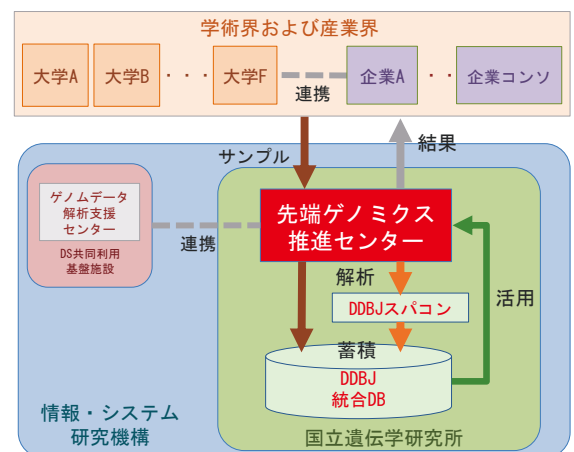 学術界および産業界
大学A 大学B ・・・ 大学F 企業A ・・ 企業コンソ
連携
サンプル
結果
ゲノムデータ
解析支援
センター
DS共同利用
基盤施設
連携
先端ゲノミクス
推進センター
解析
活用
DDBJスパコン
蓄積
DDBJ
統合DB
情報・システム
研究機構
国立遺伝学研究所